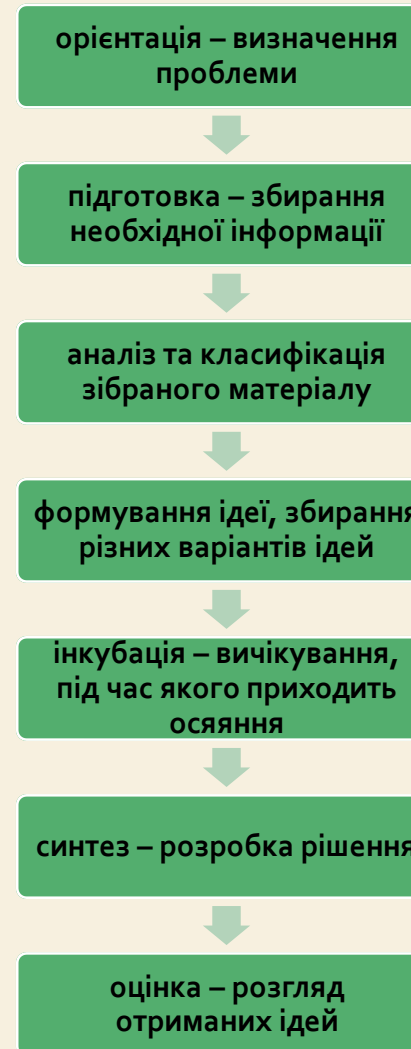 орієнтація – визначення
проблеми
підготовка – збирання
необхідної інформації
аналіз та класифікація
зібраного матеріалу
формування ідеї, збирання
різних варіантів ідей
інкубація – вичікування,
під час якого приходить
осяяння
синтез – розробка рішення
оцінка – розгляд
отриманих ідей